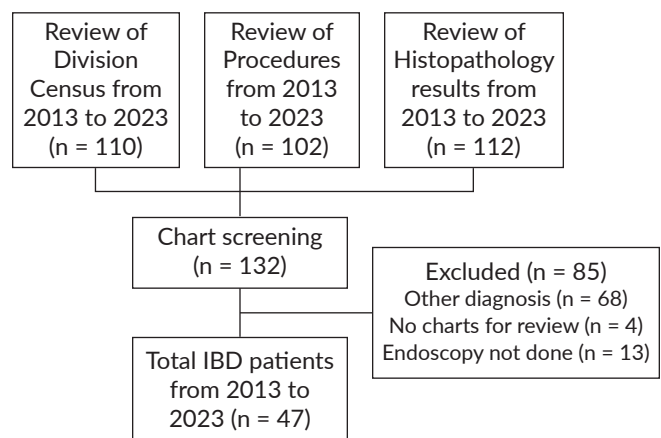 Review of
Division
Census from
2013 to 2023
(n = 110)
Review of
Procedures
from 2013
to 2023
(n = 102)
Review of
Histopathology
results from
2013 to 2023
(n = 112)
Chart screening
(n = 132)
Excluded (n = 85)
Other diagnosis (n = 68)
No charts for review (n = 4)
Endoscopy not done (n = 13)
Total IBD patients
from 2013 to
2023 (n = 47)